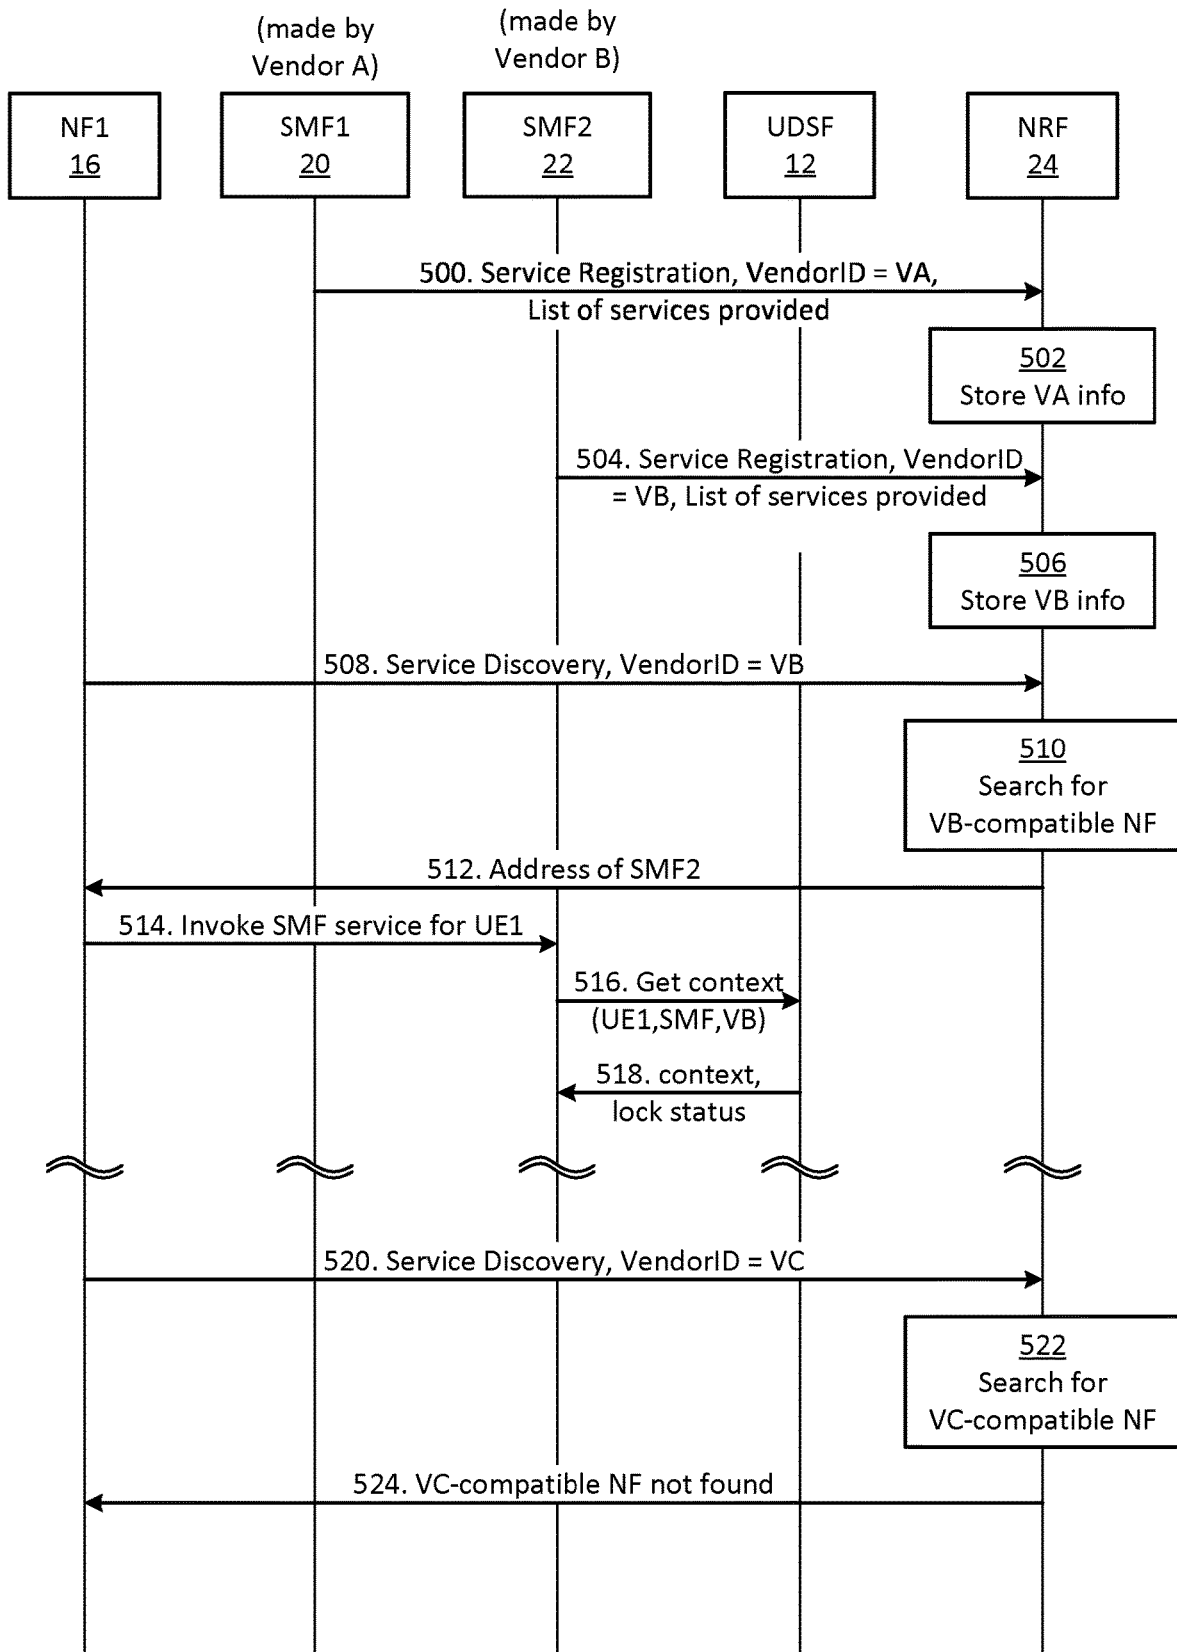 (made by
Vendor A)
(made by
Vendor B)
NF1
16
SMF1
20
SMF2
22
UDSF
12
NRF
24
500. Service Registration, VendorID = VA,
List of services provided
502
Store VA info
504. Service Registration, VendorID
= VB, List of services provided
506
Store VB info
508. Service Discovery, VendorID = VB
510
Search for
VB-compatible NF
512. Address of SMF2
514. Invoke SMF service for UE1
516. Get context
(UE1,SMF,VB)
518. context,
lock status
520. Service Discovery, VendorID = VC
522
Search for
VC-compatible NF
524. VC-compatible NF not found